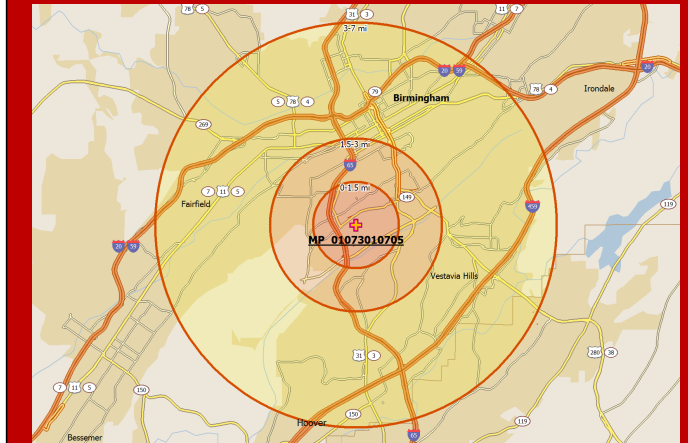 78 5
31 3
11 7
3-7 mi
20 59
20
79
78 4
Irondale
Birmingham
5 78 4
269
1.5-3 mi
65
0-1.5 mi
7 11 5
149
Fairfield
459
119
MP_01073010705
20 59
Vestavia Hills
31 3
280 38
7 11 5
150
150
Hoover
119
65
Bessemer